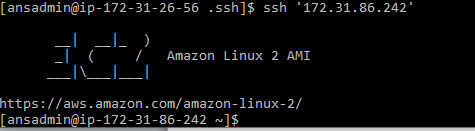 [ansadmin@ip-172-31-26-56 .ssh]$ ssh '172.31.86.242'
       __|  __|_  )
       _|  (     /   Amazon Linux 2 AMI
      ___|\___|___|
https://aws.amazon.com/amazon-linux-2/
[ansadmin@ip-172-31-86-242 ~]$